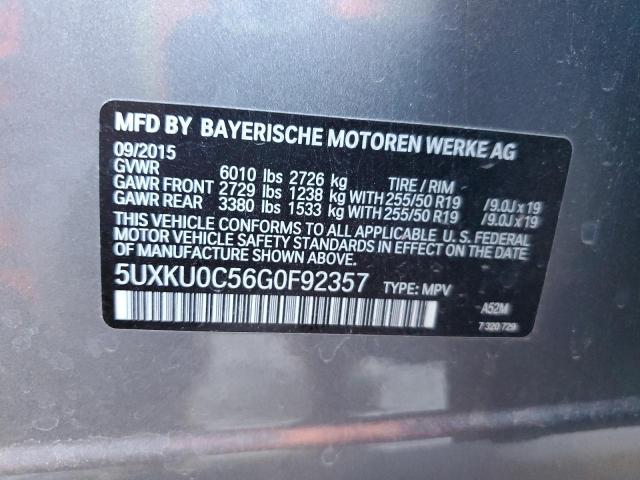 MFD BY BAYERISCHE MOTOREN WERKE AG
09/2015
GVWR 6010 lbs 2726 kg TIRE / RIM
GAWR FRONT 2729 lbs 1238 kg WITH 255/50 R19 /9.0J x 19
GAWR REAR 3380 lbs 1533 kg WITH 255/50 R19 /9.0J x 19
THIS VEHICLE CONFORMS TO ALL APPLICABLE U.S. FEDERAL
MOTOR VEHICLE SAFETY STANDARDS IN EFFECT ON THE DATE
OF MANUFACTURE SHOWN ABOVE.
5UXKU0C56G0F92357 TYPE: MPV
A52M
7 320 729